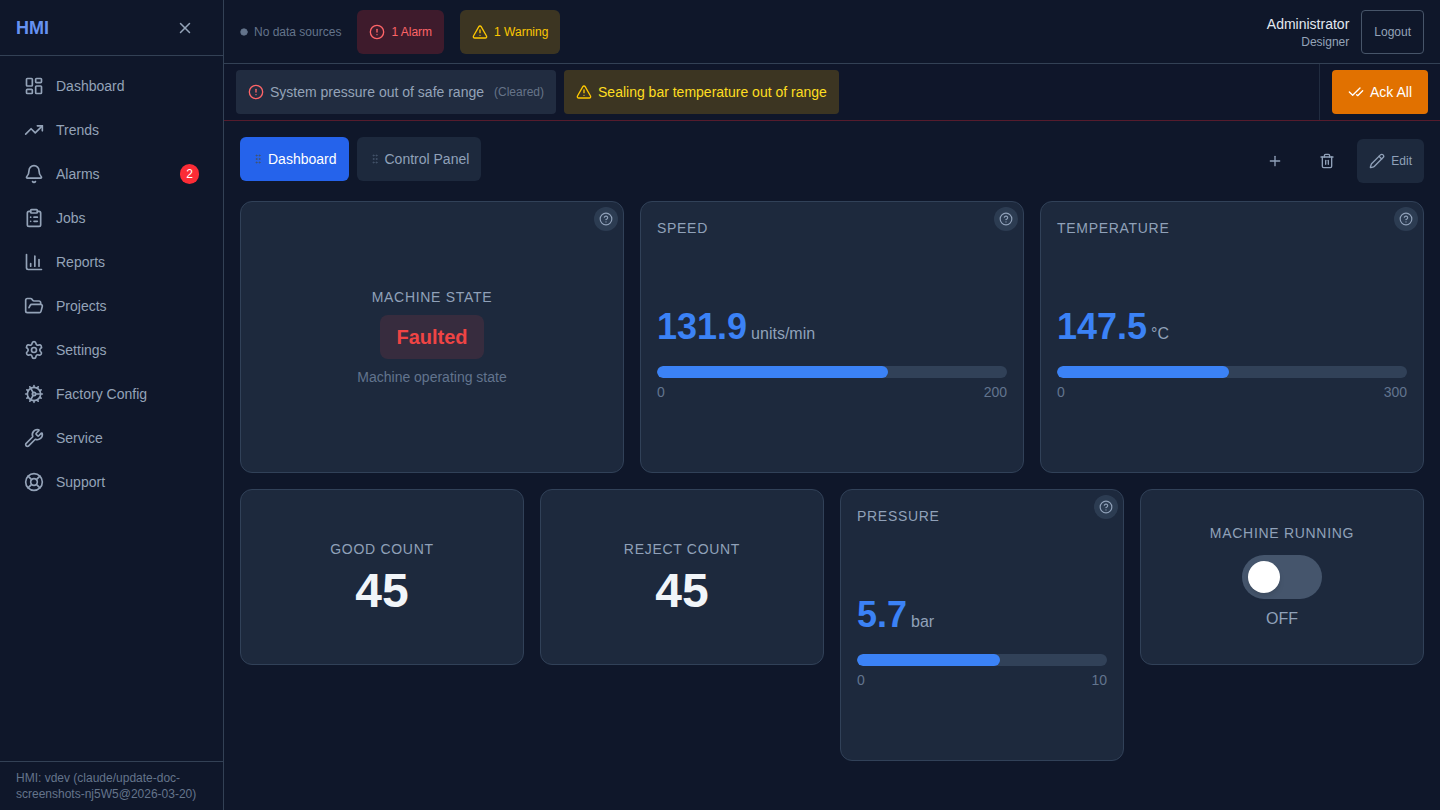 HMI
No data sources
1 Alarm
1 Warning
Administrator
Designer
Logout
System pressure out of safe range (Cleared)
Sealing bar temperature out of range
Ack All
Dashboard
Trends
Alarms 2
Jobs
Reports
Projects
Settings
Factory Config
Service
Support
HMI: vdev (claude/update-doc-
screenshots-nj5W5@2026-03-20)
Dashboard
Control Panel
Edit
MACHINE STATE
Faulted
Machine operating state
SPEED
131.9 units/min
0 200
TEMPERATURE
147.5 °C
0 300
GOOD COUNT
45
REJECT COUNT
45
PRESSURE
5.7 bar
0 10
MACHINE RUNNING
OFF